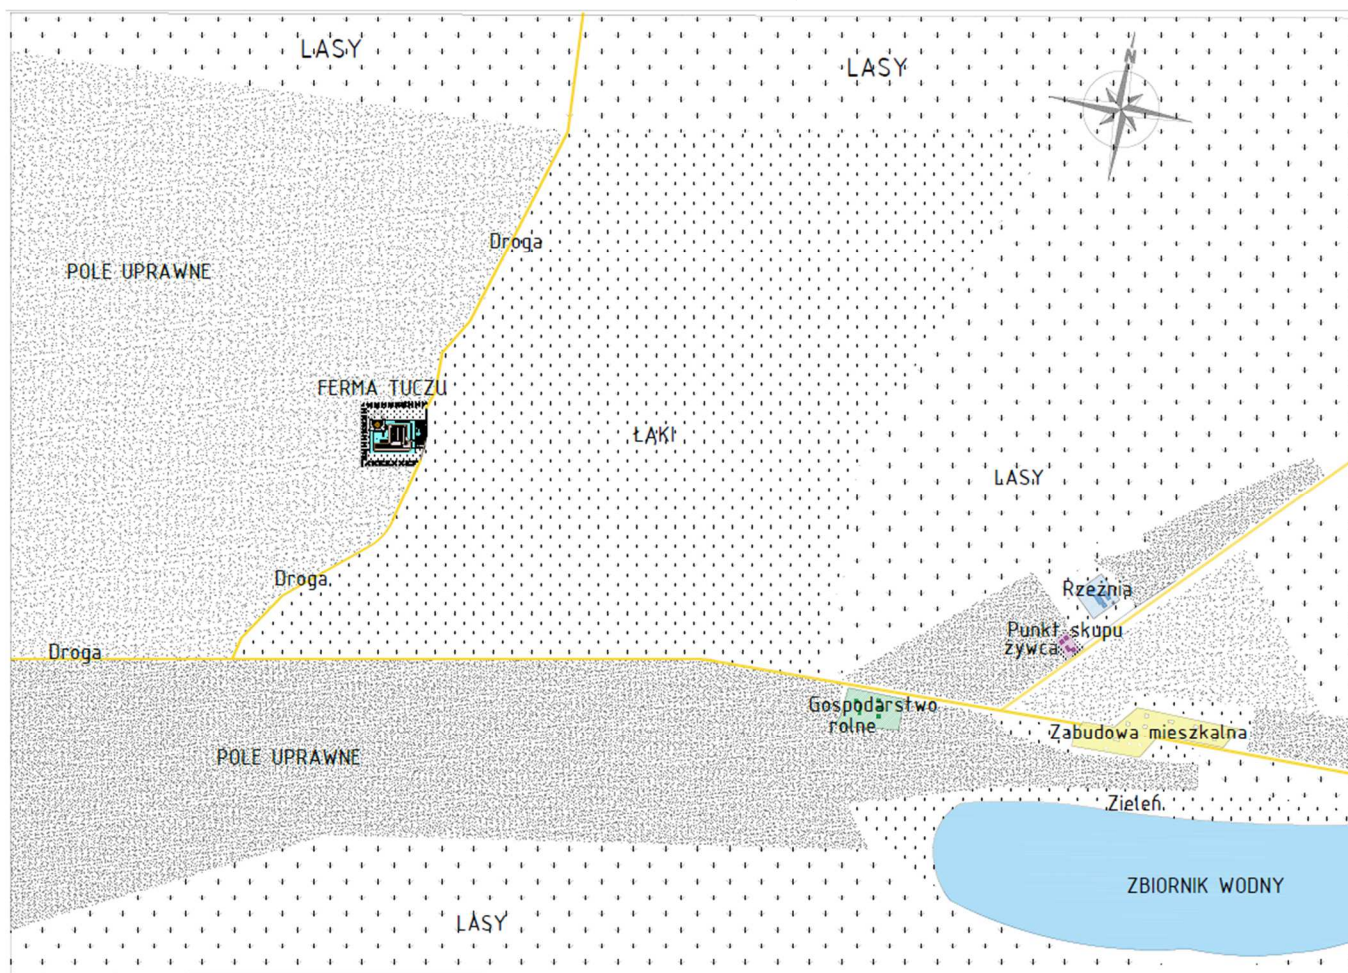 LASY
LASY
N
Droga
POLE UPRAWNE
FERMA TUCZU
ŁĄKI
LASY
Droga
Rzeźnia
Punkt skupu
żywca
Droga
Gospodarstwo
rolne
Zabudowa mieszkalna
POLE UPRAWNE
Zieleń
ZBIORNIK WODNY
LASY